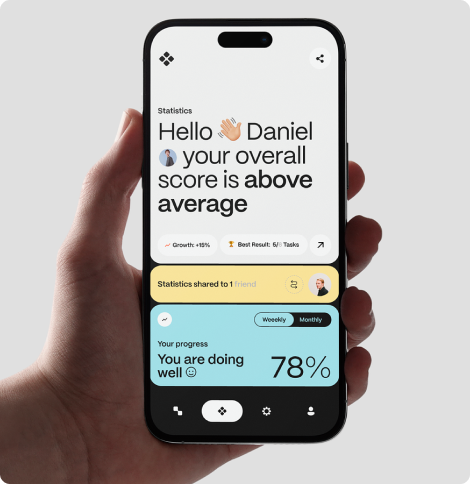 Statistics
Hello 👋 Daniel
your overall
score is above
average
Growth: +15%
Best Result: 5/8 Tasks
Statistics shared to 1 friend
Weeekly Monthly
Your progress
You are doing
well ☺
78%